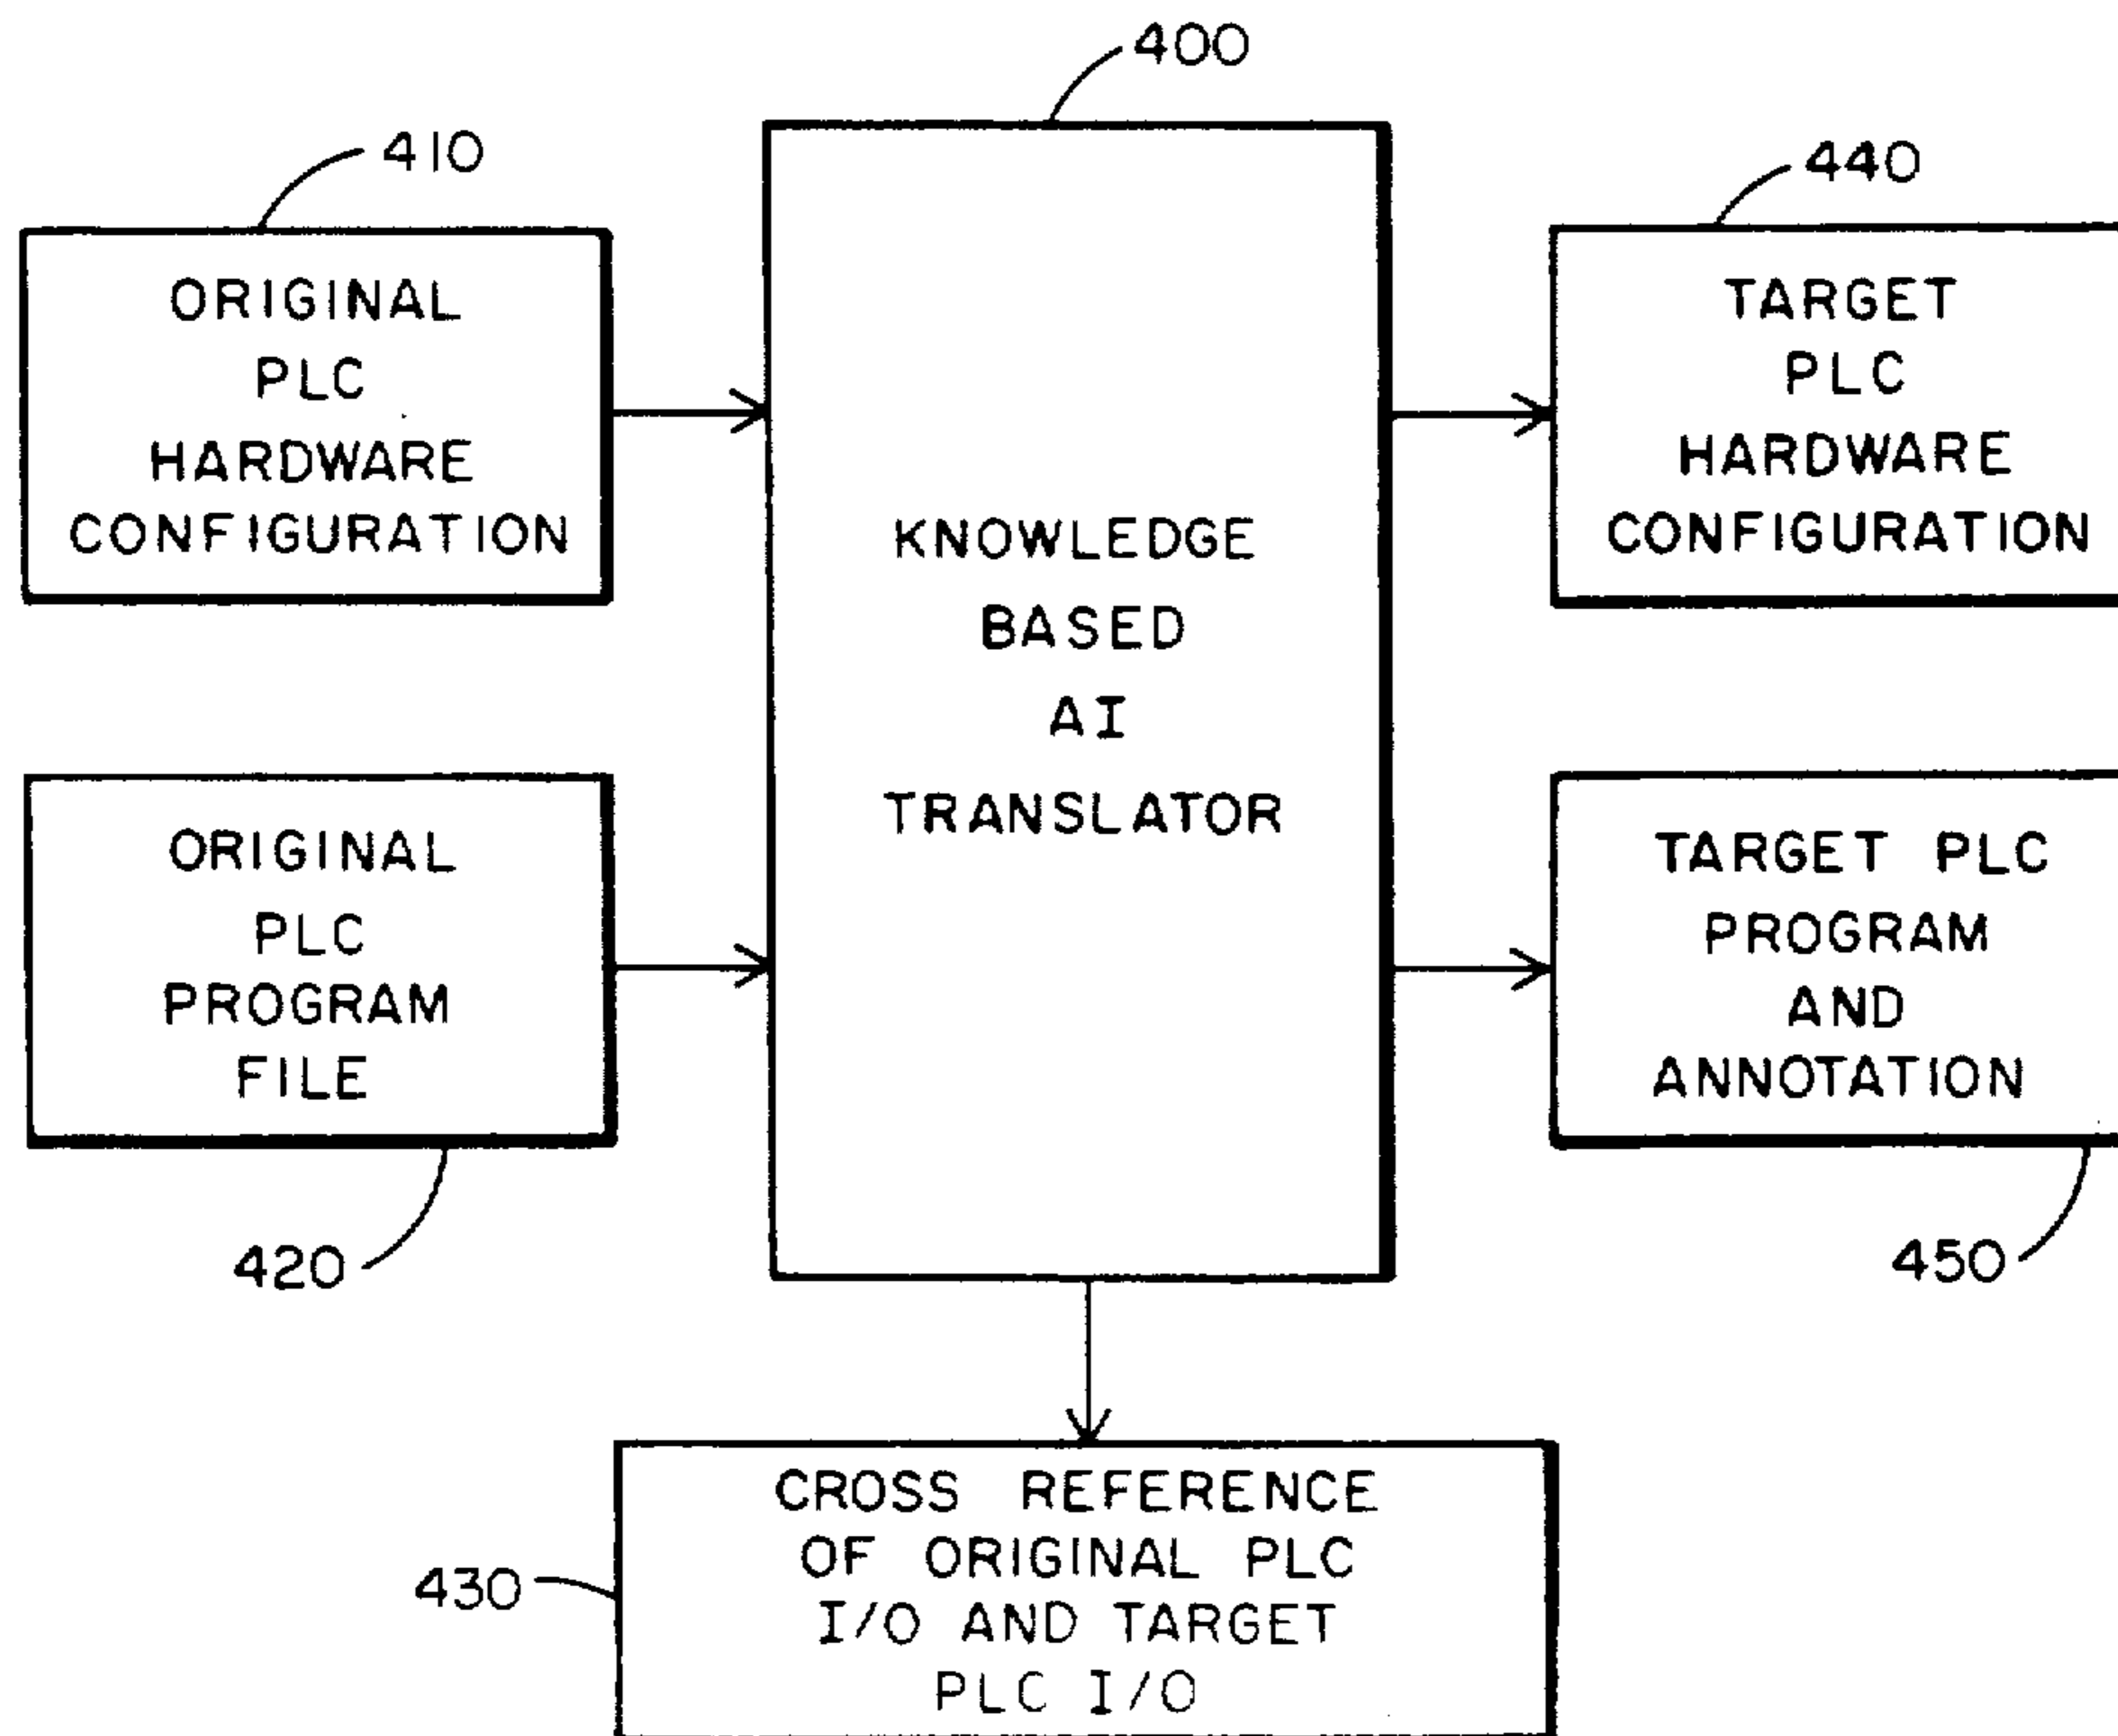 400
410
440
ORIGINAL
PLC
HARDWARE
CONFIGURATION
KNOWLEDGE
BASED
AI
TRANSLATOR
TARGET
PLC
HARDWARE
CONFIGURATION
ORIGINAL
PLC
PROGRAM
FILE
TARGET PLC
PROGRAM
AND
ANNOTATION
420
450
CROSS REFERENCE
OF ORIGINAL PLC
I/O AND TARGET
PLC I/O
430